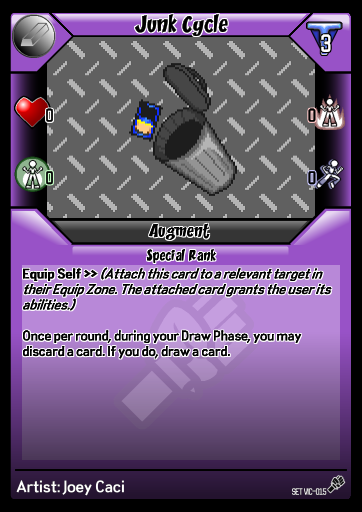 Junk Cycle
3
0
0
0
0
Augment
Special Rank
Equip Self >> (Attach this card to a relevant target in
their Equip Zone. The attached card grants the user its
abilities.)
Once per round, during your Draw Phase, you may
discard a card. If you do, draw a card.
Artist: Joey Caci
SET VIC-015